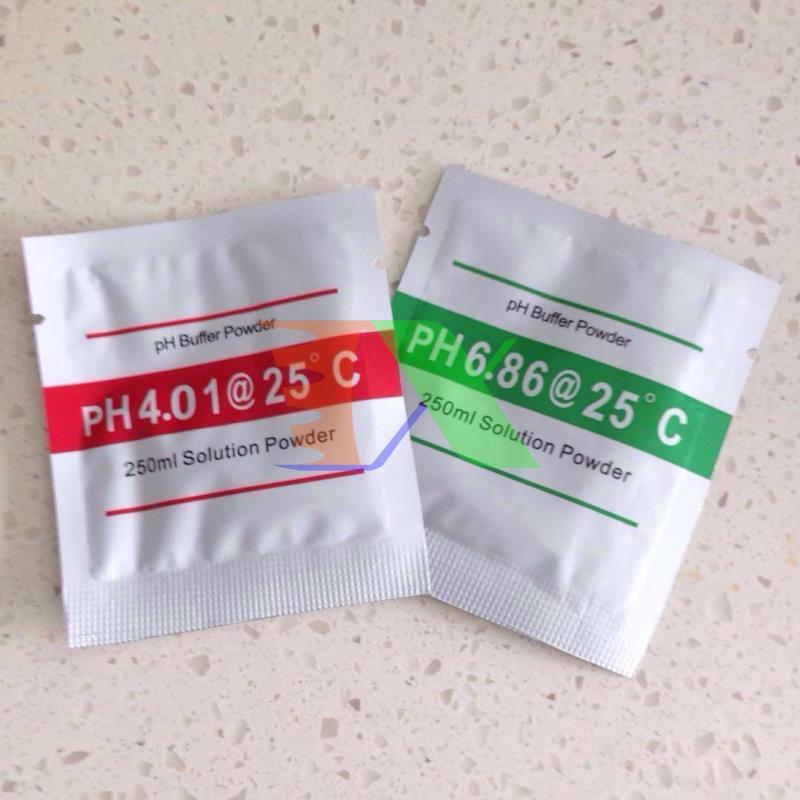 pH Buffer Powder
PH4.01@25°C
250ml Solution Powder
pH Buffer Powder
PH6.86@25°C
250ml Solution Powder